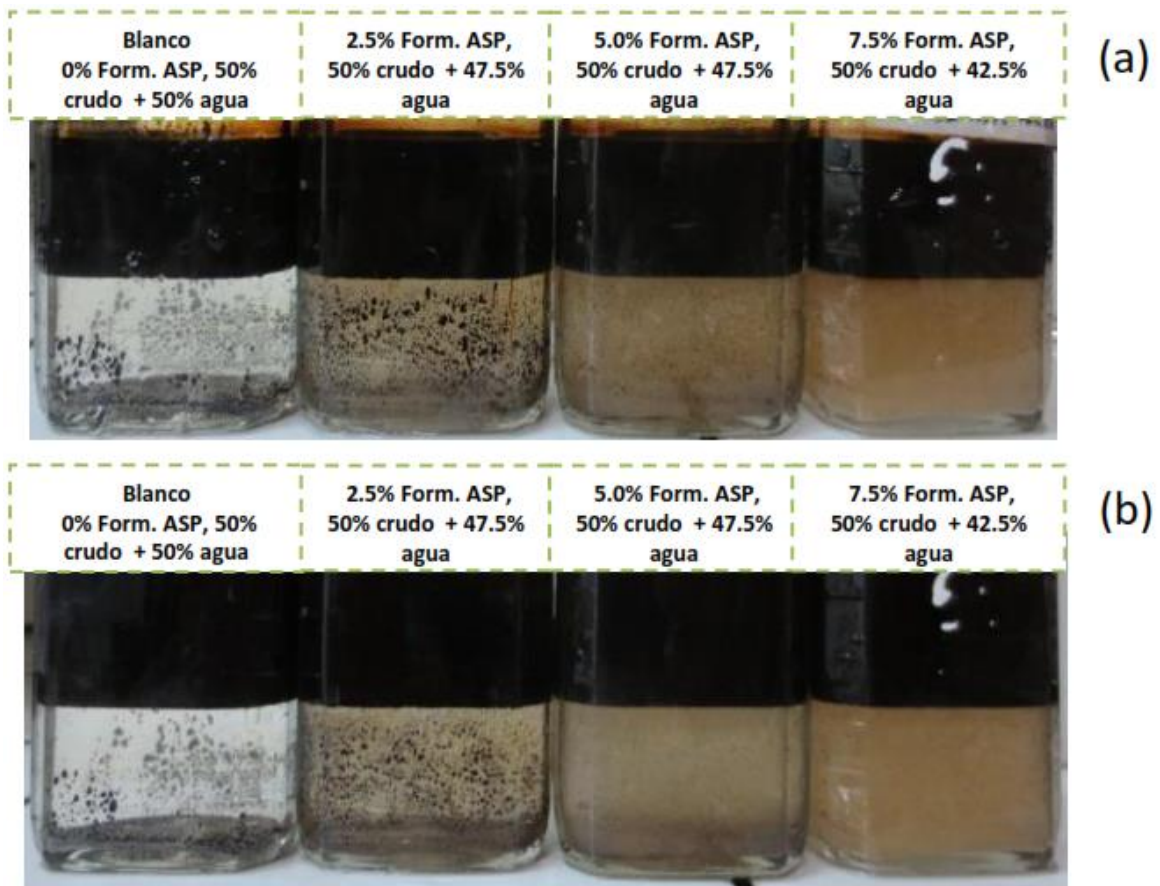 Blanco
0% Form. ASP, 50%
crudo + 50% agua
2.5% Form. ASP,
50% crudo + 47.5%
agua
5.0% Form. ASP,
50% crudo + 47.5%
agua
7.5% Form. ASP,
50% crudo + 42.5%
agua
(a)
Blanco
0% Form. ASP, 50%
crudo + 50% agua
2.5% Form. ASP,
50% crudo + 47.5%
agua
5.0% Form. ASP,
50% crudo + 47.5%
agua
7.5% Form. ASP,
50% crudo + 42.5%
agua
(b)